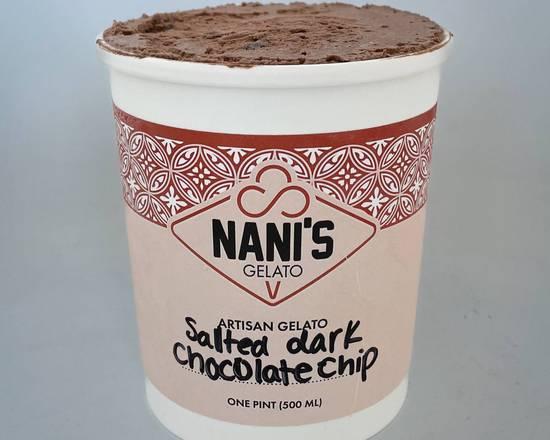 NANI'S
GELATO
ARTISAN GELATO
Salted dark
chocolate chip
ONE PINT (500 ML)